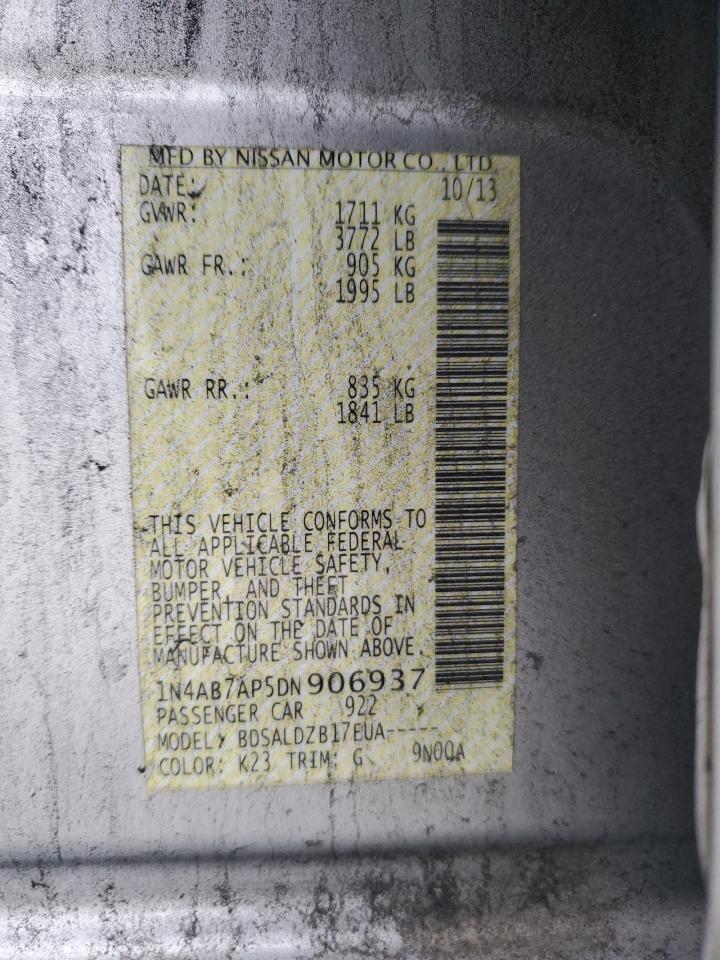 MFD BY NISSAN MOTOR CO., LTD
DATE: 10/13
GVWR: 1711 KG
3772 LB
GAWR FR.: 905 KG
1995 LB
GAWR RR.: 835 KG
1841 LB
THIS VEHICLE CONFORMS TO
ALL APPLICABLE FEDERAL
MOTOR VEHICLE SAFETY,
BUMPER, AND THEFT
PREVENTION STANDARDS IN
EFFECT ON THE DATE OF
MANUFACTURE SHOWN ABOVE.
1N4AB7AP5DN906937
PASSENGER CAR 922
MODEL: BDSALDZB17EUA-----
COLOR: K23 TRIM: G 9N00A